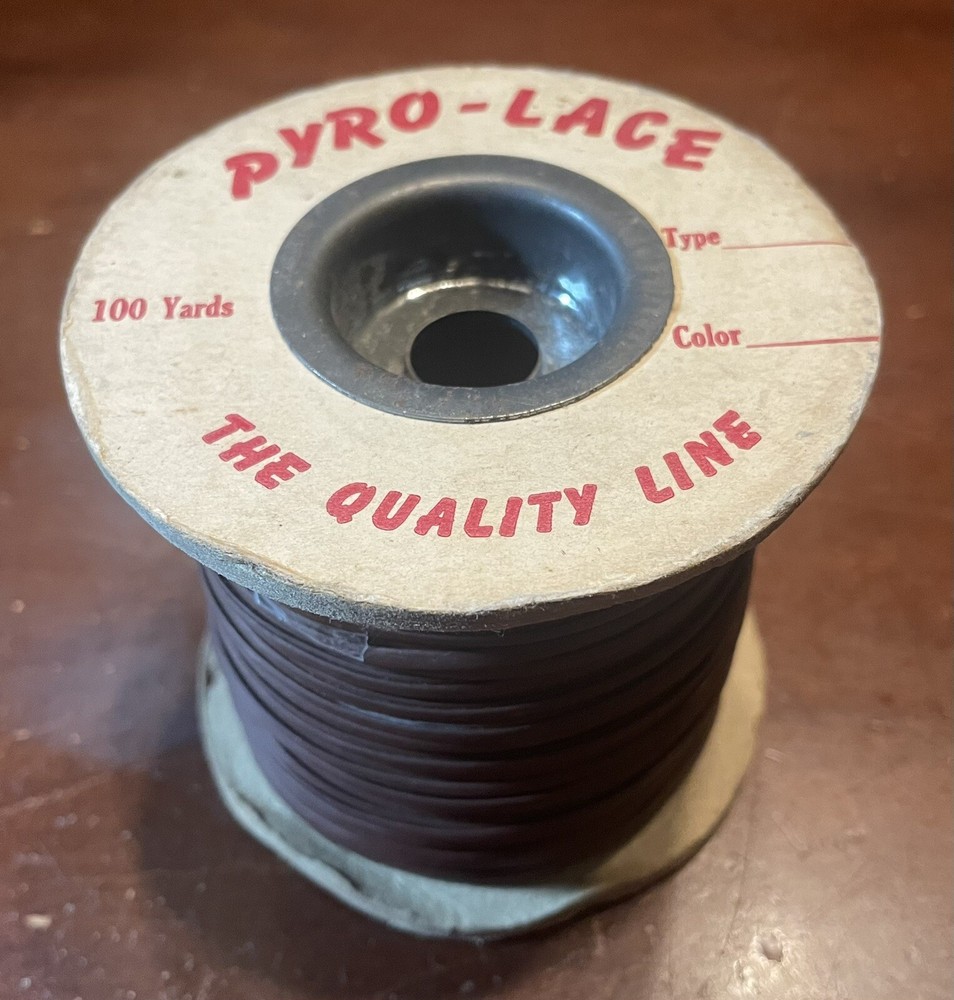 PYRO-LACE
Type
100 Yards
Color
THE QUALITY LINE